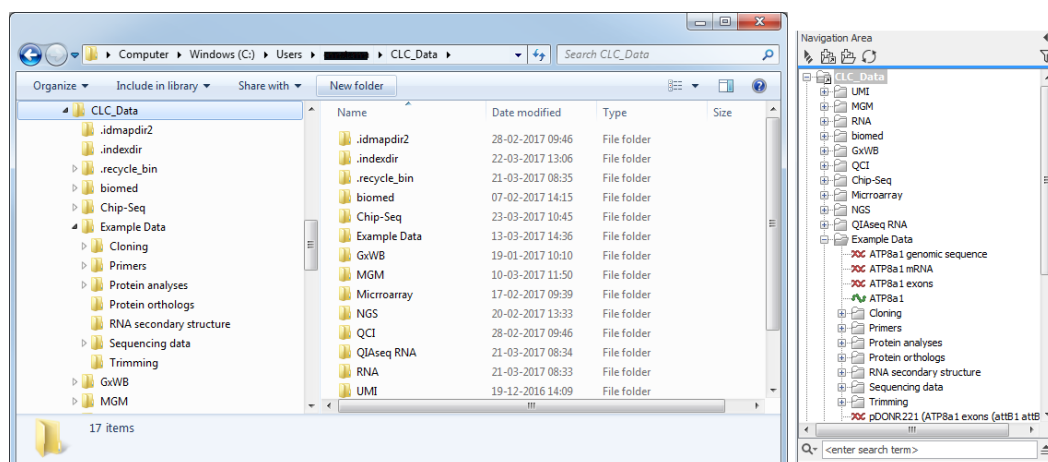 Computer Windows (C:) Users CLC_Data
Search CLC_Data
Organize Include in library Share with New folder
CLC_Data
.idmapdir2
.indexdir
.recycle_bin
biomed
Chip-Seq
Example Data
Cloning
Primers
Protein analyses
Protein orthologs
RNA secondary structure
Sequencing data
Trimming
GxWB
MGM
Name Date modified Type Size
.idmapdir2 28-02-2017 09:46 File folder
.indexdir 22-03-2017 13:06 File folder
.recycle_bin 21-03-2017 08:35 File folder
biomed 07-02-2017 14:15 File folder
Chip-Seq 23-03-2017 10:45 File folder
Example Data 13-03-2017 14:36 File folder
GxWB 19-01-2017 10:10 File folder
MGM 10-03-2017 11:50 File folder
Micrroarray 17-02-2017 09:39 File folder
NGS 20-02-2017 13:33 File folder
QCI 28-02-2017 09:46 File folder
QIAseq RNA 21-03-2017 08:34 File folder
RNA 21-03-2017 08:33 File folder
UMI 19-12-2016 14:09 File folder
17 items
Navigation Area
CLC_Data
UMI
MGM
RNA
biomed
GxWB
QCI
Chip-Seq
Micrroarray
NGS
QIAseq RNA
Example Data
ATP8a1 genomic sequence
ATP8a1 mRNA
ATP8a1 exons
ATP8a1
Cloning
Primers
Protein analyses
Protein orthologs
RNA secondary structure
Sequencing data
Trimming
pDONR221 (ATP8a1 exons (attB1 attB
<enter search term>